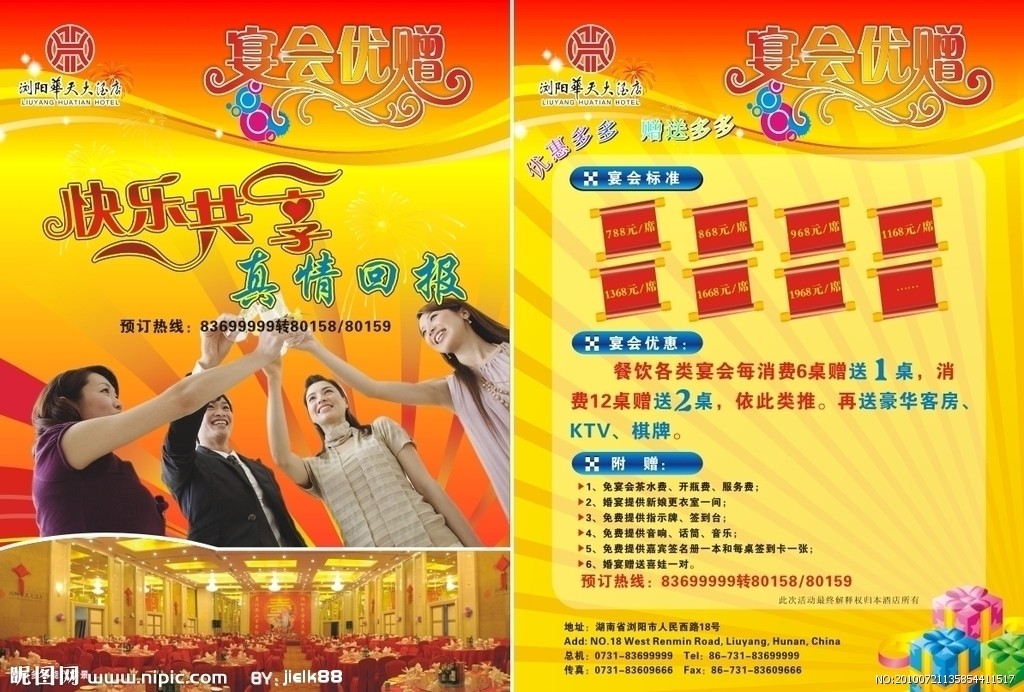 浏阳華天大酒店
LIUYANG HUATIAN HOTEL
宴会优赠
快乐共享
真情回报
预订热线：83699999转80158/80159
昵图网 www.nipic.com BY: jielk88
浏阳華天大酒店
LIUYANG HUATIAN HOTEL
宴会优赠
优惠多多 赠送多多
宴会标准
788元/席
868元/席
968元/席
1168元/席
1368元/席
1668元/席
1968元/席
……
宴会优惠：
餐饮各类宴会每消费6桌赠送1桌，消
费12桌赠送2桌，依此类推。再送豪华客房、
KTV、棋牌。
附 赠：
1、免宴会茶水费、开瓶费、服务费；
2、婚宴提供新娘更衣室一间；
3、免费提供指示牌、签到台；
4、免费提供音响、话筒、音乐；
5、免费提供嘉宾签名册一本和每桌签到卡一张；
6、婚宴赠送喜娃一对。
预订热线：83699999转80158/80159
此次活动最终解释权归本酒店所有
地址：湖南省浏阳市人民西路18号
Add: NO.18 West Renmin Road, Liuyang, Hunan, China
总机：0731-83699999 Tel: 86-731-83699999
传真：0731-83609666 Fax: 86-731-83609666
NO:20100721135854411517